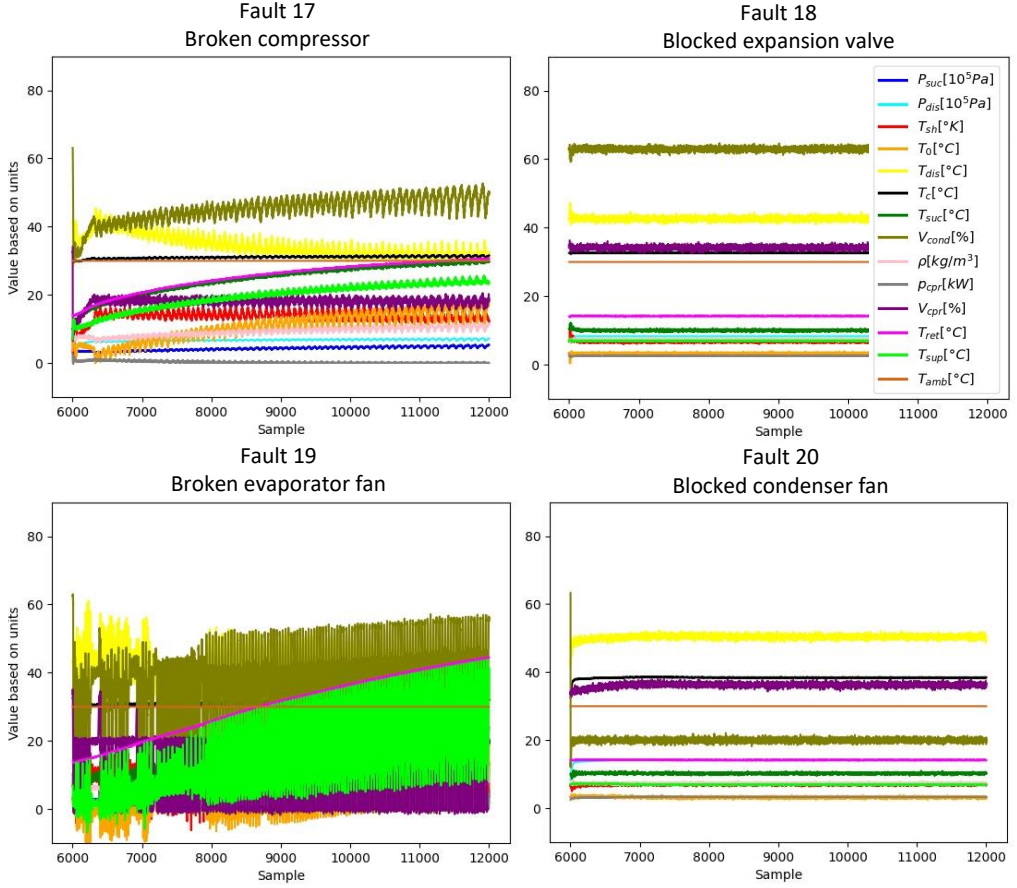 Fault 17
Broken compressor
Value based on units
80
60
40
20
0
6000 7000 8000 9000 10000 11000 12000
Sample
Fault 18
Blocked expansion valve
80
60
40
20
0
6000 7000 8000 9000 10000 11000 12000
Sample
P_suc[10^5Pa]
P_dis[10^5Pa]
T_sh[°K]
T_0[°C]
T_dis[°C]
T_c[°C]
T_suc[°C]
V_cond[%]
ρ[kg/m^3]
p_cpr[kW]
V_cpr[%]
T_ret[°C]
T_sup[°C]
T_amb[°C]
Fault 19
Broken evaporator fan
Value based on units
80
60
40
20
0
6000 7000 8000 9000 10000 11000 12000
Sample
Fault 20
Blocked condenser fan
80
60
40
20
0
6000 7000 8000 9000 10000 11000 12000
Sample